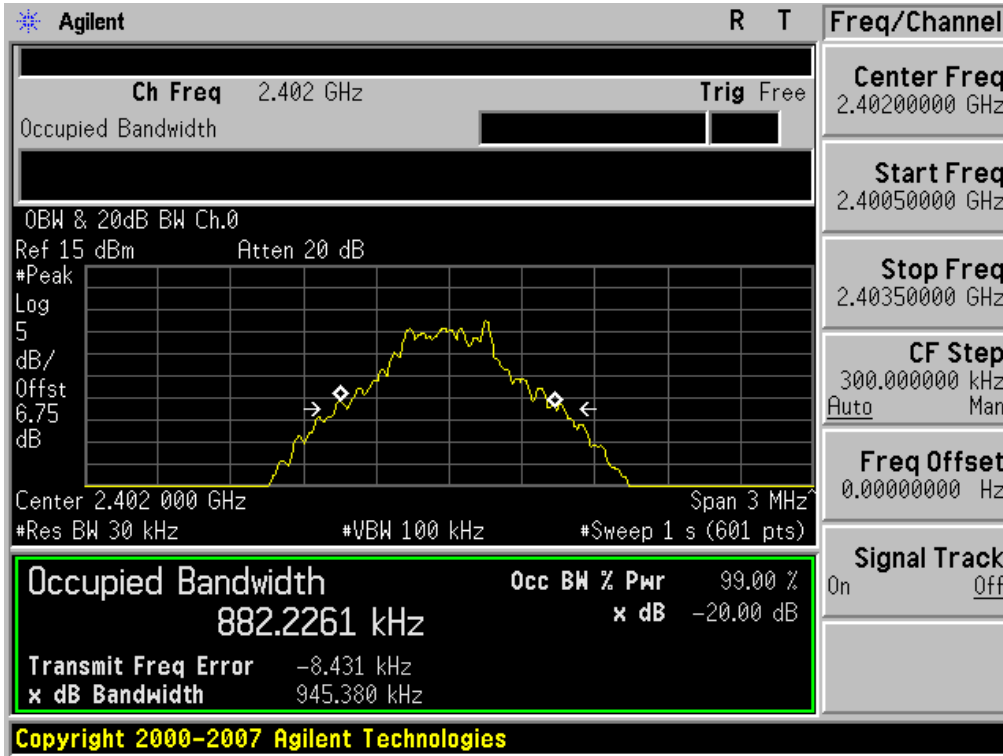 Agilent R T Freq/Channel
Ch Freq 2.402 GHz Trig Free
Occupied Bandwidth
Center Freq
2.40200000 GHz
Start Freq
2.40050000 GHz
Stop Freq
2.40350000 GHz
CF Step
300.000000 kHz
Auto Man
Freq Offset
0.00000000 Hz
Signal Track
On Off
OBW & 20dB BW Ch.0
Ref 15 dBm Atten 20 dB
#Peak
Log
5
dB/
Offst
6.75
dB
Center 2.402 000 GHz Span 3 MHz^
#Res BW 30 kHz #VBW 100 kHz #Sweep 1 s (601 pts)
Occupied Bandwidth Occ BW % Pwr 99.00 %
882.2261 kHz x dB -20.00 dB
Transmit Freq Error -8.431 kHz
x dB Bandwidth 945.380 kHz
Copyright 2000-2007 Agilent Technologies